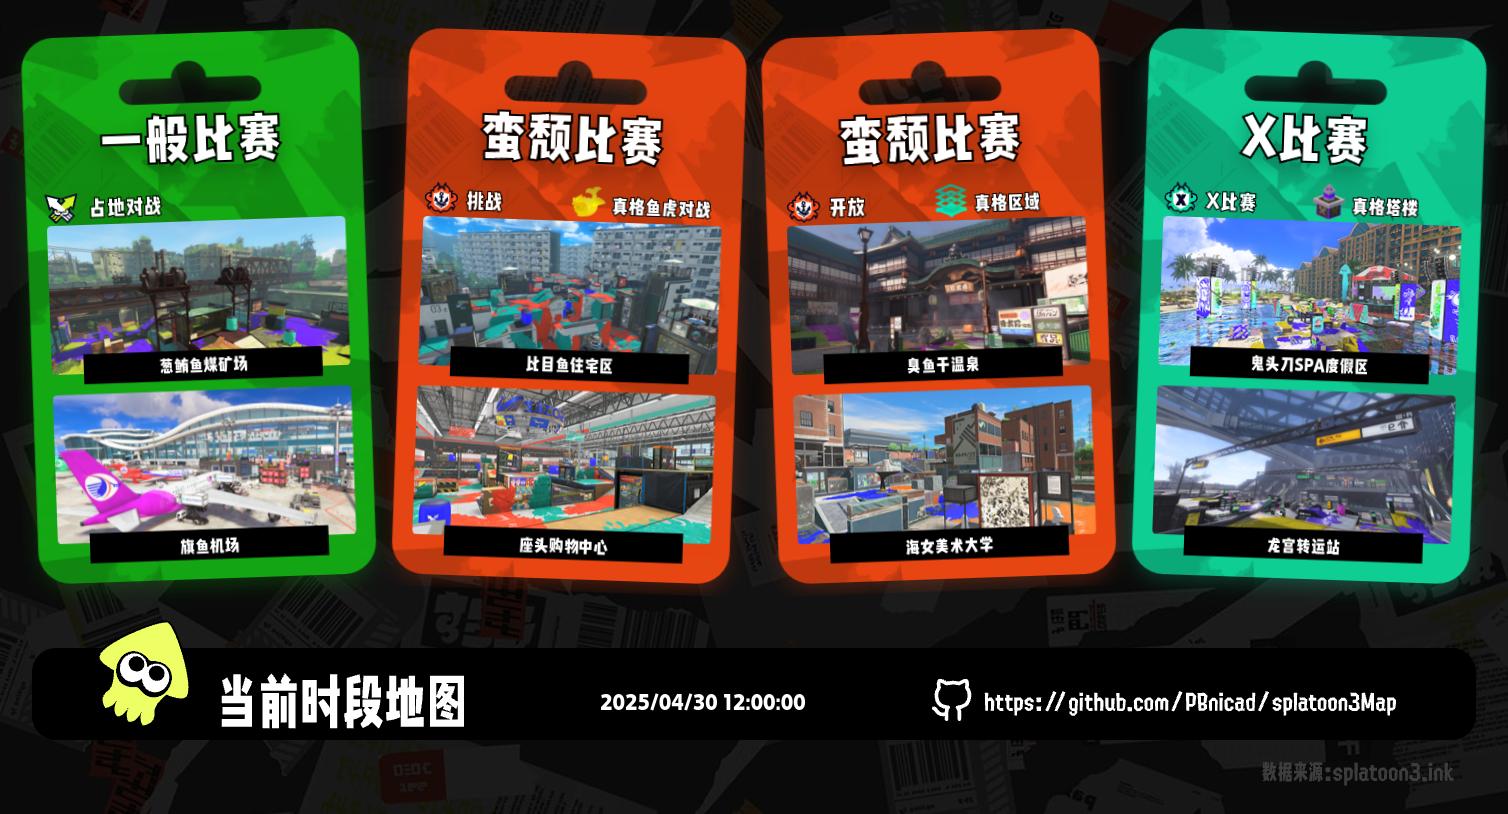 一般比赛
占地对战
葱鲔鱼煤矿场
旗鱼机场
蛮颓比赛
挑战
真格鱼虎对战
比目鱼住宅区
座头购物中心
蛮颓比赛
开放
真格区域
臭鱼干温泉
海女美术大学
X比赛
X比赛
真格塔楼
鬼头刀SPA度假区
龙宫转运站
当前时段地图
2025/04/30 12:00:00
https://github.com/PBnicad/splatoon3Map
数据来源:splatoon3.ink